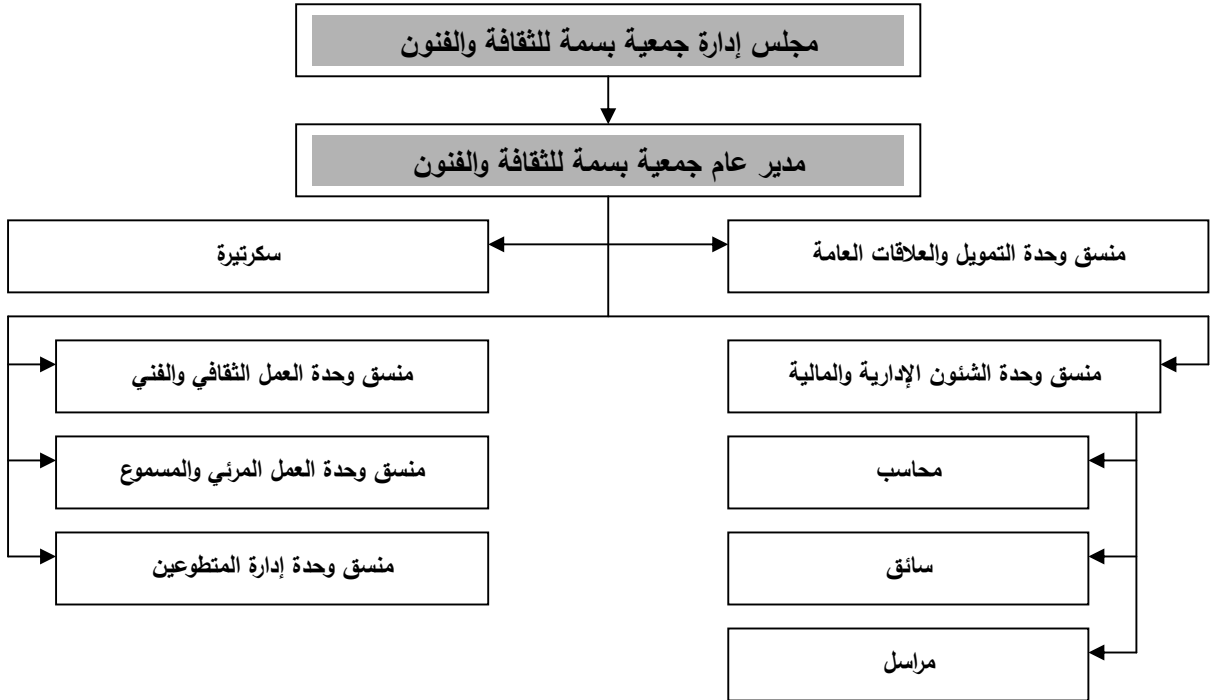 مجلس إدارة جمعية بسمة للثقافة والفنون
مدير عام جمعية بسمة للثقافة والفنون
منسق وحدة التمويل والعلاقات العامة
سكرتيرة
منسق وحدة الشئون الإدارية والمالية
محاسب
سائق
مراسل
منسق وحدة العمل الثقافي والفني
منسق وحدة العمل المرئي والمسموع
منسق وحدة إدارة المتطوعين